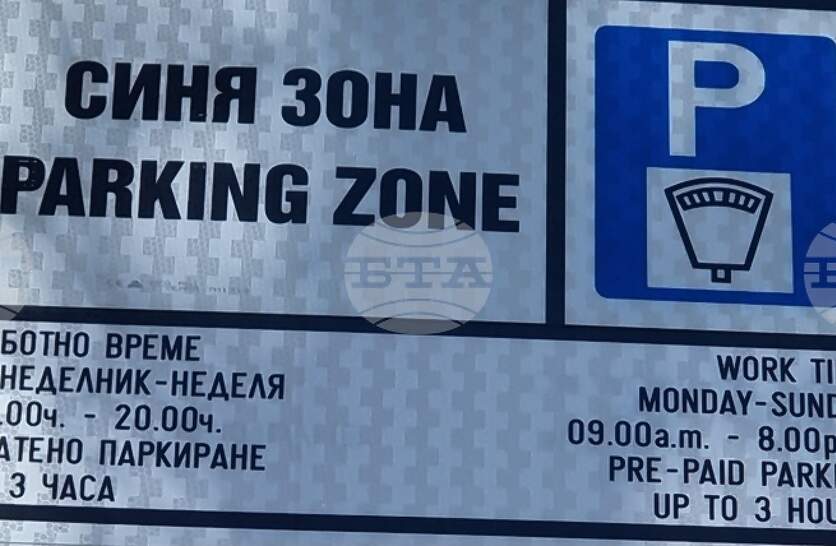 СИНЯ ЗОНА
PARKING ZONE
P
БТА
БОТНО ВРЕМЕ
НЕДЕЛНИК-НЕДЕЛЯ
.00ч. - 20.00ч.
АТЕНО ПАРКИРАНЕ
3 ЧАСА
WORK TI
MONDAY-SUND
09.00a.m. - 8.00p
PRE-PAID PARKI
UP TO 3 HOU